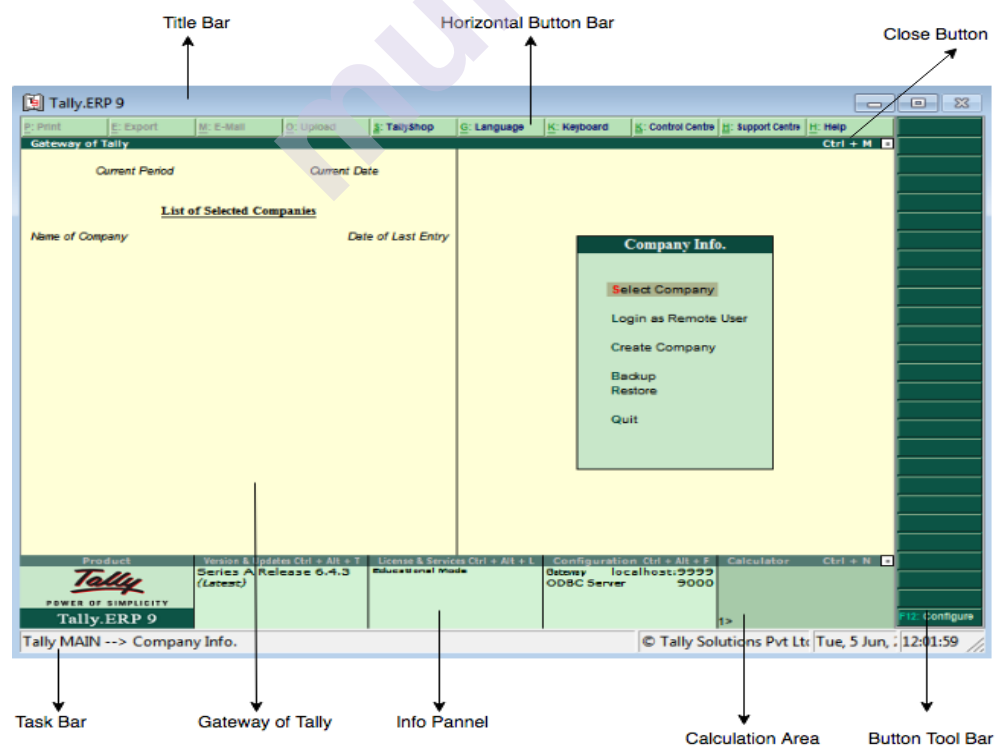 Title Bar
Horizontal Button Bar
Close Button
Tally.ERP 9
P: Print E: Export M: E-Mail O: Upload S: TallyShop G: Language K: Keyboard K: Control Centre H: Support Centre H: Help
Gateway of Tally Ctrl + M
Current Period Current Date
List of Selected Companies
Name of Company Date of Last Entry
Company Info.
Select Company
Login as Remote User
Create Company
Backup
Restore
Quit
Product Version & Updates Ctrl + Alt + T License & Services Ctrl + Alt + L Configuration Ctrl + Alt + F Calculator Ctrl + N
Tally
POWER OF SIMPLICITY
Tally.ERP 9
Series A Release 6.4.3
(Latest)
Educational Mode
Gateway localhost:9999
ODBC Server 9000
1>
F12: Configure
Tally MAIN --> Company Info. © Tally Solutions Pvt Ltc Tue, 5 Jun, 12:01:59
Task Bar
Gateway of Tally
Info Pannel
Calculation Area
Button Tool Bar